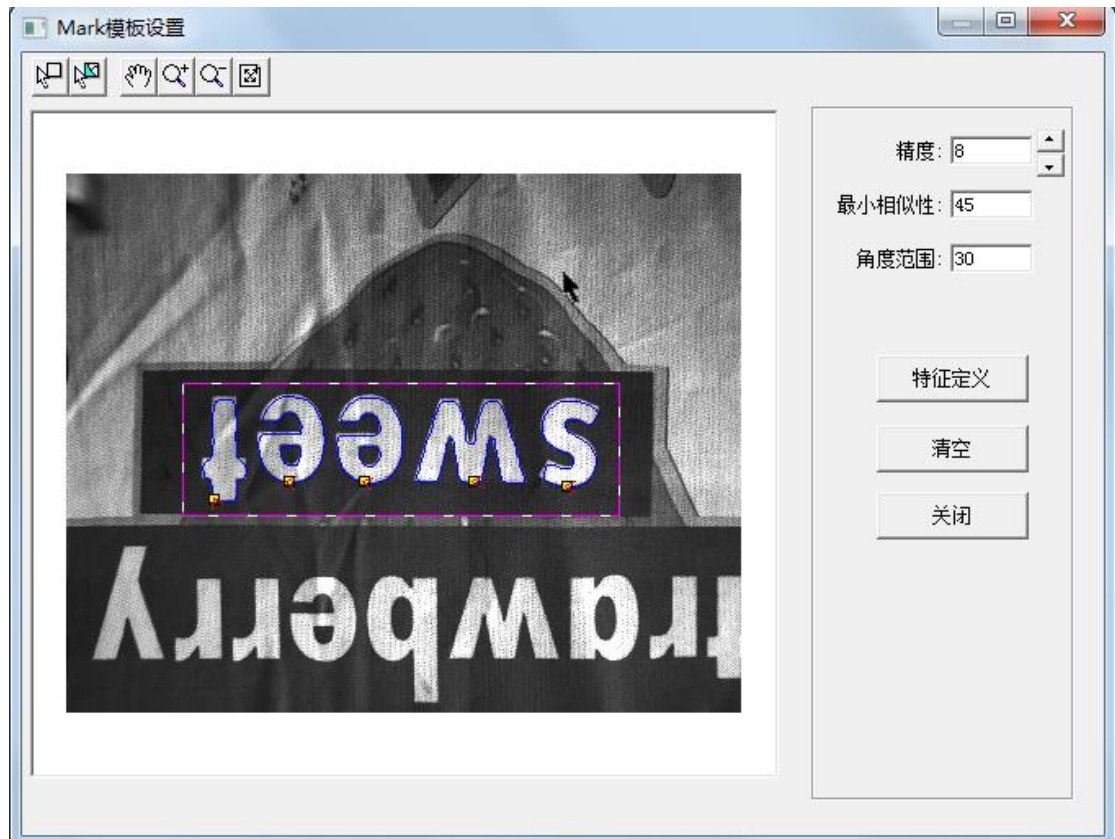 Mark模板设置
精度: 8
最小相似性: 45
角度范围: 30
特征定义
清空
关闭
sweet
trawberry